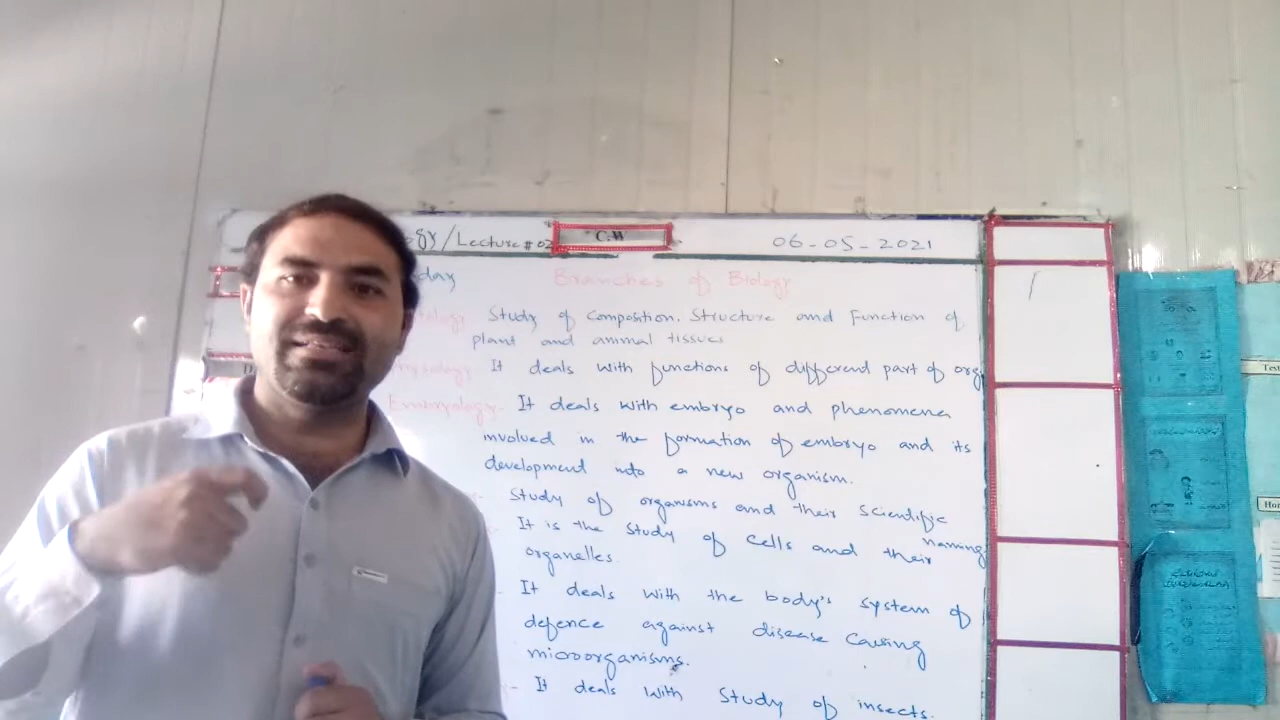 ogy/Lecture # 02
C.W
06-05-2021
day
Branches of Biology
tology Study of Composition. Structure and Function of
plant and animal tissues
It deals with functions of different part of org
Embryology:- It deals with embryo and phenomena
involved in the formation of embryo and its
development into a new organism.
Study of organisms and their scientific
naming
It is the study of cells and their
organelles.
It deals with the body's system of
defence against disease causing
microorganisms.
It deals with study of insects.
Test
Hom